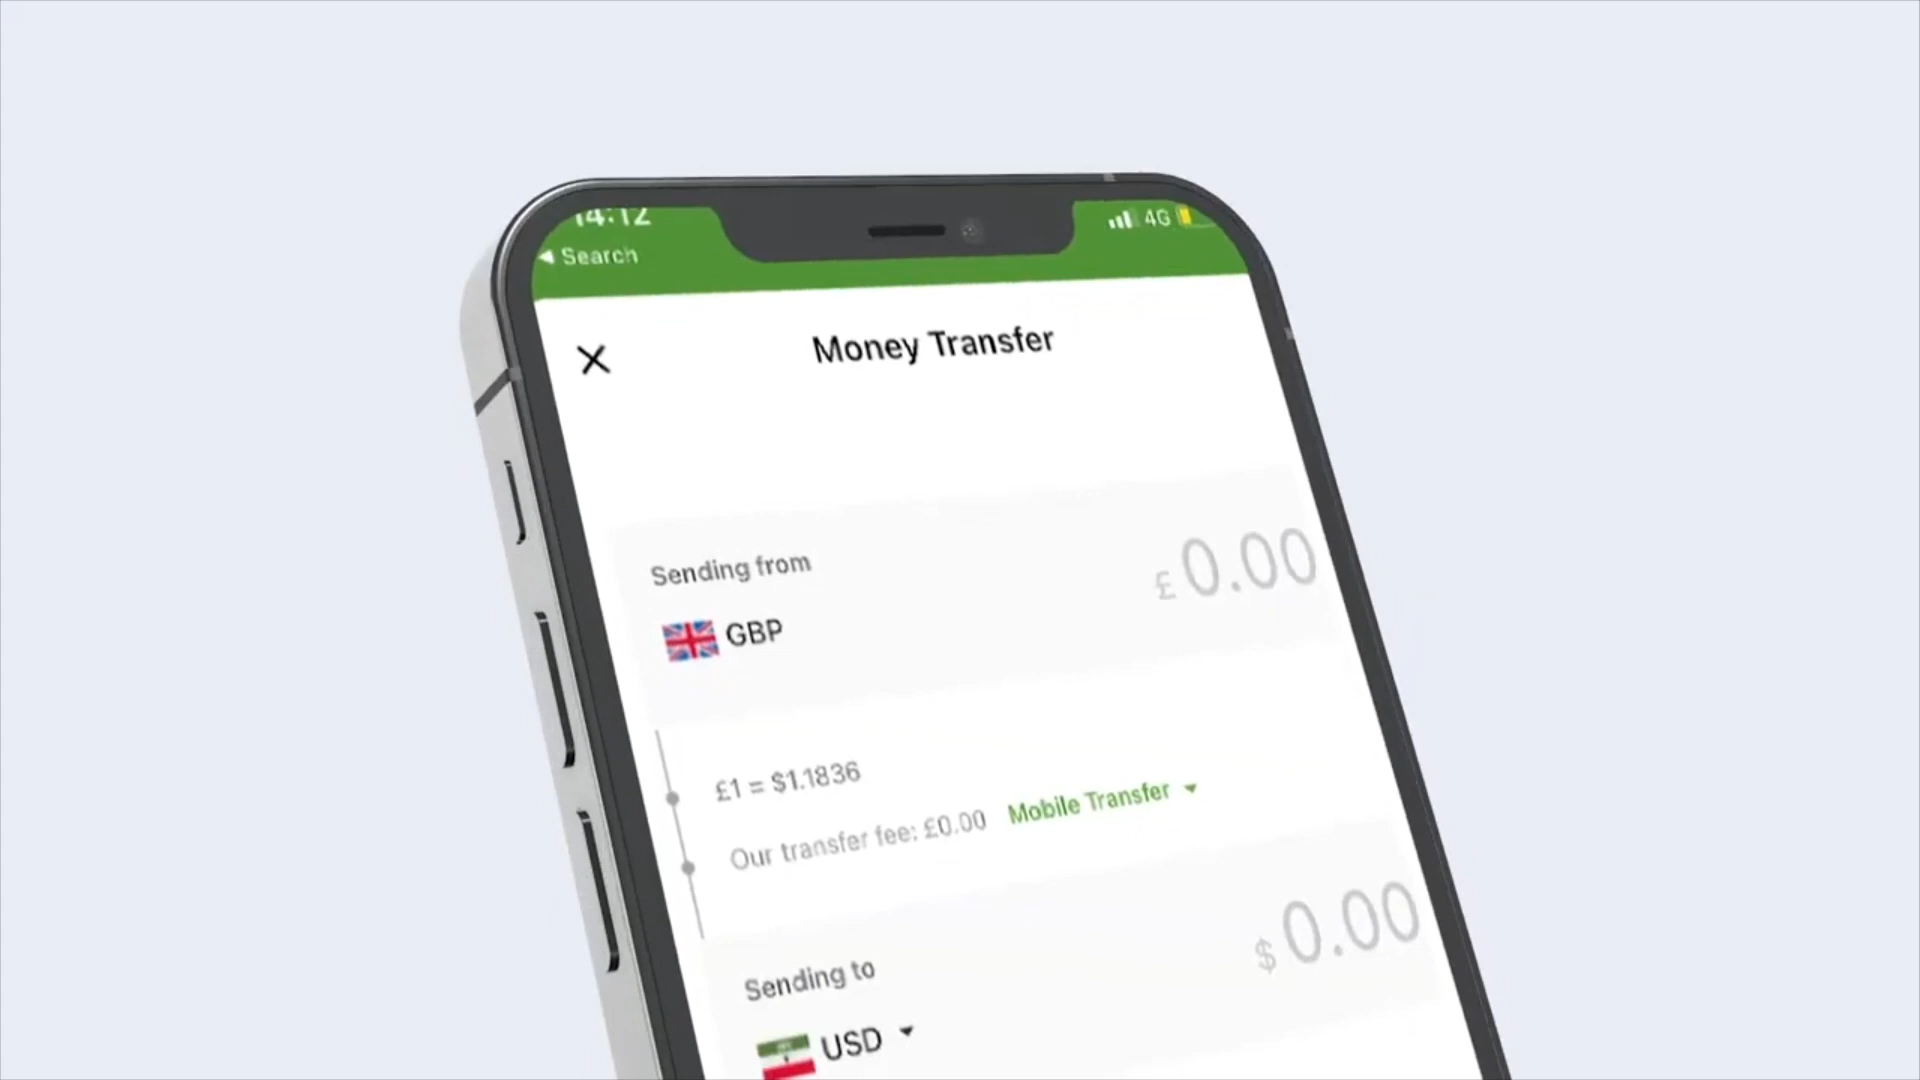 14:12
4G
Search
Money Transfer
Sending from
£0.00
GBP
£1 = $1.1836
Our transfer fee: £0.00 Mobile Transfer
Sending to
$0.00
USD